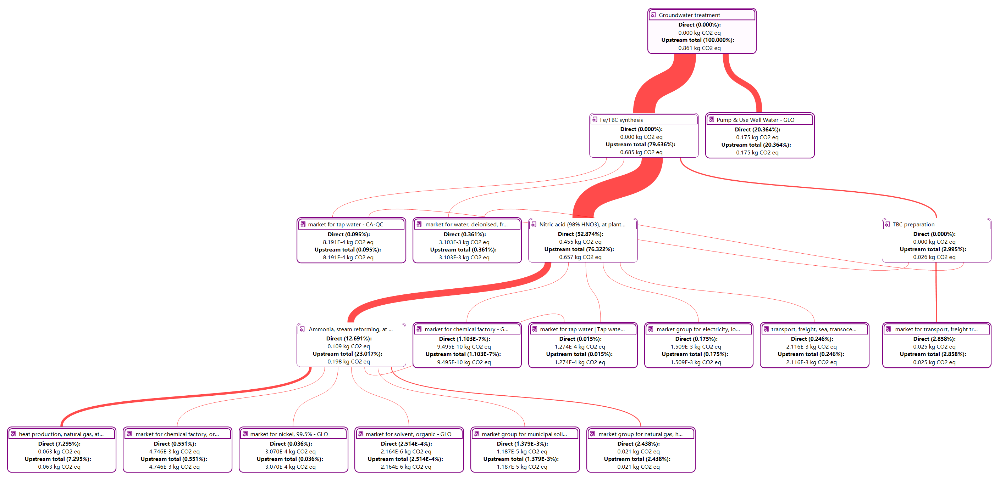 Groundwater treatment
Direct (0.000%):
0.000 kg CO2 eq
Upstream total (100.000%):
0.861 kg CO2 eq
Fe/TBC synthesis
Direct (0.000%):
0.000 kg CO2 eq
Upstream total (79.636%):
0.685 kg CO2 eq
Pump & Use Well Water - GLO
Direct (20.364%):
0.175 kg CO2 eq
Upstream total (20.364%):
0.175 kg CO2 eq
market for tap water - CA-QC
Direct (0.095%):
8.191E-4 kg CO2 eq
Upstream total (0.095%):
8.191E-4 kg CO2 eq
market for water, deionised, fr...
Direct (0.361%):
3.103E-3 kg CO2 eq
Upstream total (0.361%):
3.103E-3 kg CO2 eq
Nitric acid (98% HNO3), at plant...
Direct (52.874%):
0.455 kg CO2 eq
Upstream total (76.322%):
0.657 kg CO2 eq
TBC preparation
Direct (0.000%):
0.000 kg CO2 eq
Upstream total (2.995%):
0.026 kg CO2 eq
Ammonia, steam reforming, at ...
Direct (12.691%):
0.109 kg CO2 eq
Upstream total (23.017%):
0.198 kg CO2 eq
market for chemical factory - G...
Direct (1.103E-7%):
9.495E-10 kg CO2 eq
Upstream total (1.103E-7%):
9.495E-10 kg CO2 eq
market for tap water | Tap wate...
Direct (0.015%):
1.274E-4 kg CO2 eq
Upstream total (0.015%):
1.274E-4 kg CO2 eq
market group for electricity, lo...
Direct (0.175%):
1.509E-3 kg CO2 eq
Upstream total (0.175%):
1.509E-3 kg CO2 eq
transport, freight, sea, transoce...
Direct (0.246%):
2.116E-3 kg CO2 eq
Upstream total (0.246%):
2.116E-3 kg CO2 eq
market for transport, freight tr...
Direct (2.858%):
0.025 kg CO2 eq
Upstream total (2.858%):
0.025 kg CO2 eq
heat production, natural gas, at...
Direct (7.295%):
0.063 kg CO2 eq
Upstream total (7.295%):
0.063 kg CO2 eq
market for chemical factory, or...
Direct (0.551%):
4.746E-3 kg CO2 eq
Upstream total (0.551%):
4.746E-3 kg CO2 eq
market for nickel, 99.5% - GLO
Direct (0.036%):
3.070E-4 kg CO2 eq
Upstream total (0.036%):
3.070E-4 kg CO2 eq
market for solvent, organic - GLO
Direct (2.514E-4%):
2.164E-6 kg CO2 eq
Upstream total (2.514E-4%):
2.164E-6 kg CO2 eq
market group for municipal soli...
Direct (1.379E-3%):
1.187E-5 kg CO2 eq
Upstream total (1.379E-3%):
1.187E-5 kg CO2 eq
market group for natural gas, h...
Direct (2.438%):
0.021 kg CO2 eq
Upstream total (2.438%):
0.021 kg CO2 eq